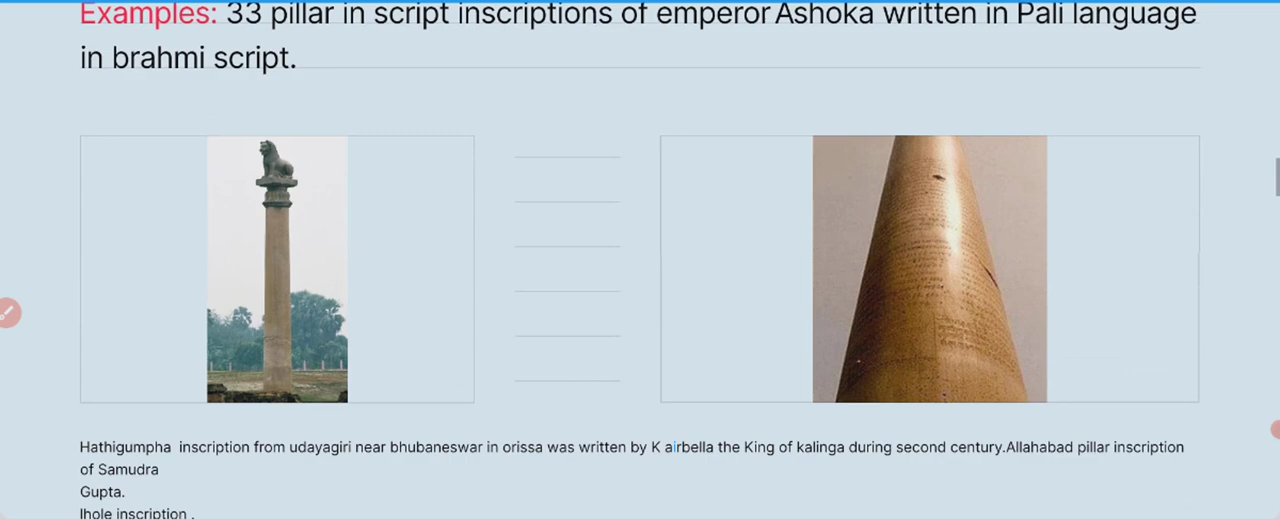 Examples: 33 pillar in script inscriptions of emperor Ashoka written in Pali language
in brahmi script.
Hathigumpha inscription from udayagiri near bhubaneswar in orissa was written by K airbella the King of kalinga during second century.Allahabad pillar inscription
of Samudra
Gupta.
Ihole inscription .